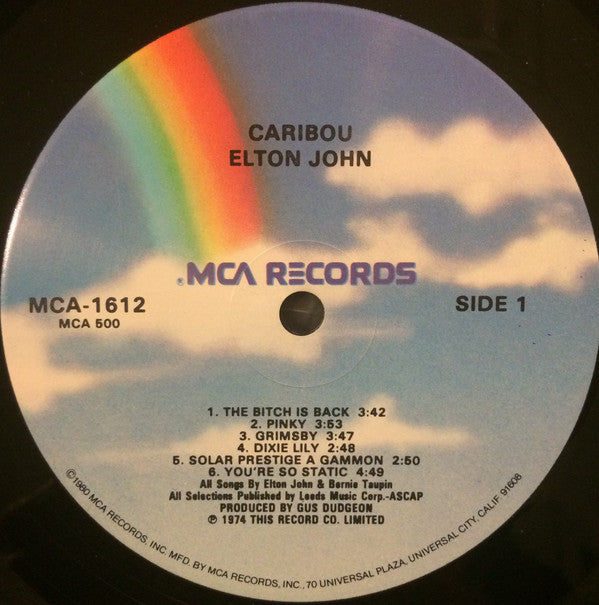 CARIBOU
ELTON JOHN
®MCA RECORDS
MCA-1612
MCA 500
SIDE 1
1. THE BITCH IS BACK 3:42
2. PINKY 3:53
3. GRIMSBY 3:47
4. DIXIE LILY 2:48
5. SOLAR PRESTIGE A GAMMON 2:50
6. YOU'RE SO STATIC 4:49
All Songs By Elton John & Bernie Taupin
All Selections Published by Leeds Music Corp.-ASCAP
PRODUCED BY GUS DUDGEON
℗ 1974 THIS RECORD CO. LIMITED
©1980 MCA RECORDS, INC. MFD. BY MCA RECORDS, INC., 70 UNIVERSAL PLAZA, UNIVERSAL CITY, CALIF. 91608